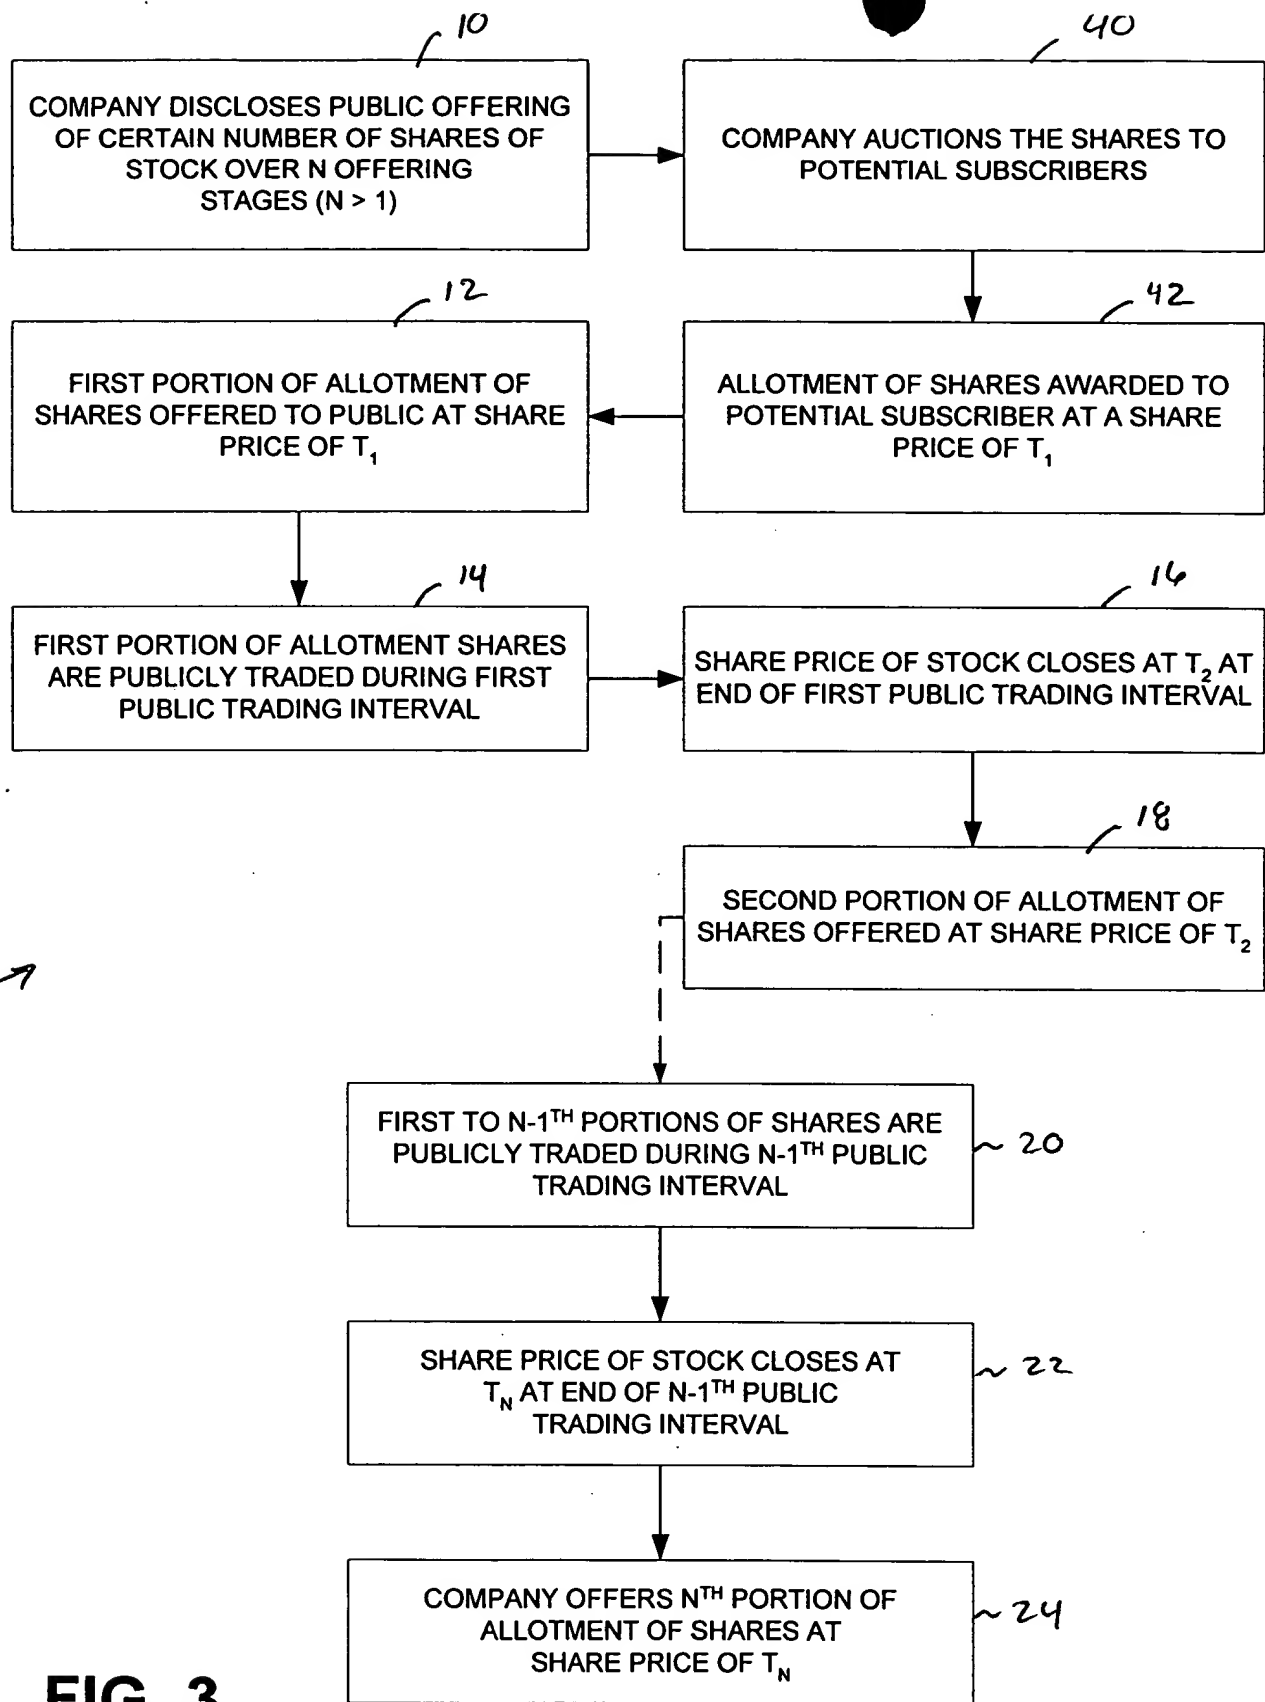 10
COMPANY DISCLOSES PUBLIC OFFERING
OF CERTAIN NUMBER OF SHARES OF
STOCK OVER N OFFERING
STAGES (N > 1)
40
COMPANY AUCTIONS THE SHARES TO
POTENTIAL SUBSCRIBERS
42
ALLOTMENT OF SHARES AWARDED TO
POTENTIAL SUBSCRIBER AT A SHARE
PRICE OF T₁
12
FIRST PORTION OF ALLOTMENT OF
SHARES OFFERED TO PUBLIC AT SHARE
PRICE OF T₁
14
FIRST PORTION OF ALLOTMENT SHARES
ARE PUBLICLY TRADED DURING FIRST
PUBLIC TRADING INTERVAL
16
SHARE PRICE OF STOCK CLOSES AT T₂ AT
END OF FIRST PUBLIC TRADING INTERVAL
18
SECOND PORTION OF ALLOTMENT OF
SHARES OFFERED AT SHARE PRICE OF T₂
FIRST TO N-1ᵀᴴ PORTIONS OF SHARES ARE
PUBLICLY TRADED DURING N-1ᵀᴴ PUBLIC
TRADING INTERVAL
20
SHARE PRICE OF STOCK CLOSES AT
T_N AT END OF N-1ᵀᴴ PUBLIC
TRADING INTERVAL
22
COMPANY OFFERS Nᵀᴴ PORTION OF
ALLOTMENT OF SHARES AT
SHARE PRICE OF T_N
24
FIG. 3